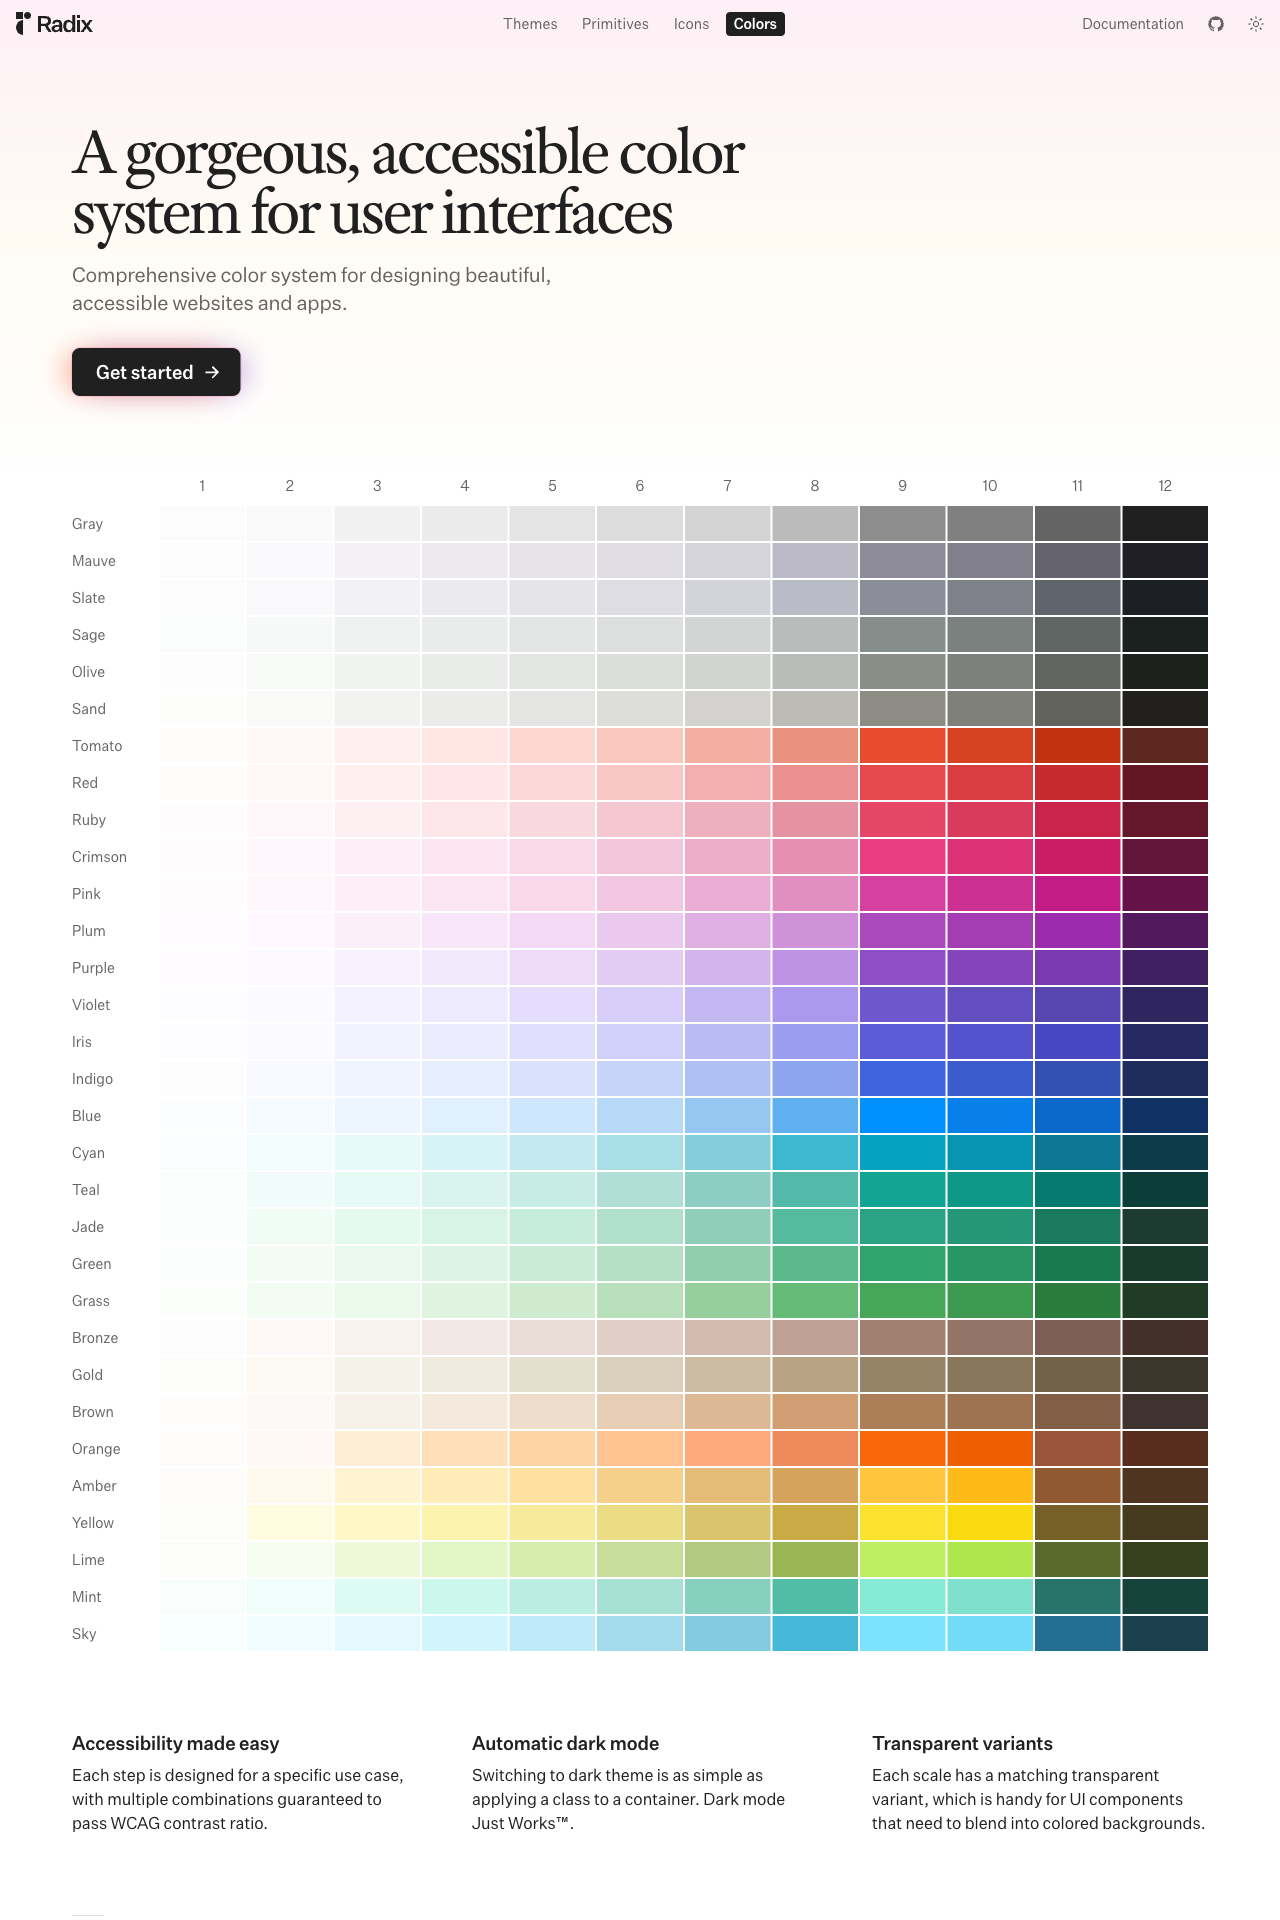 Radix
Themes Primitives Icons Colors
Documentation
A gorgeous, accessible color
system for user interfaces
Comprehensive color system for designing beautiful,
accessible websites and apps.
Get started →
1 2 3 4 5 6 7 8 9 10 11 12
Gray
Mauve
Slate
Sage
Olive
Sand
Tomato
Red
Ruby
Crimson
Pink
Plum
Purple
Violet
Iris
Indigo
Blue
Cyan
Teal
Jade
Green
Grass
Bronze
Gold
Brown
Orange
Amber
Yellow
Lime
Mint
Sky
Accessibility made easy
Each step is designed for a specific use case,
with multiple combinations guaranteed to
pass WCAG contrast ratio.
Automatic dark mode
Switching to dark theme is as simple as
applying a class to a container. Dark mode
Just Works™.
Transparent variants
Each scale has a matching transparent
variant, which is handy for UI components
that need to blend into colored backgrounds.